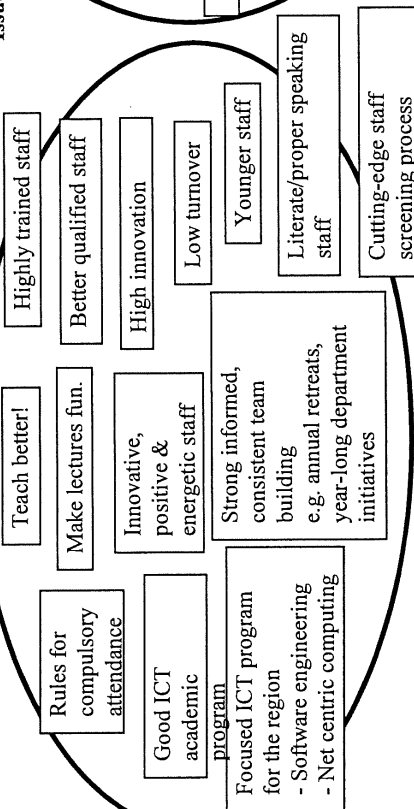 Rules for
compulsory
attendance
Good ICT
academic
program
Focused ICT program
for the region
- Software engineering
- Net centric computing
Teach better!
Make lectures fun.
Innovative,
positive &
energetic staff
Strong informed,
consistent team
building
e.g. annual retreats,
year-long department
initiatives
Highly trained staff
Better qualified staff
High innovation
Low turnover
Younger staff
Literate/proper speaking
staff
Cutting-edge staff
screening process